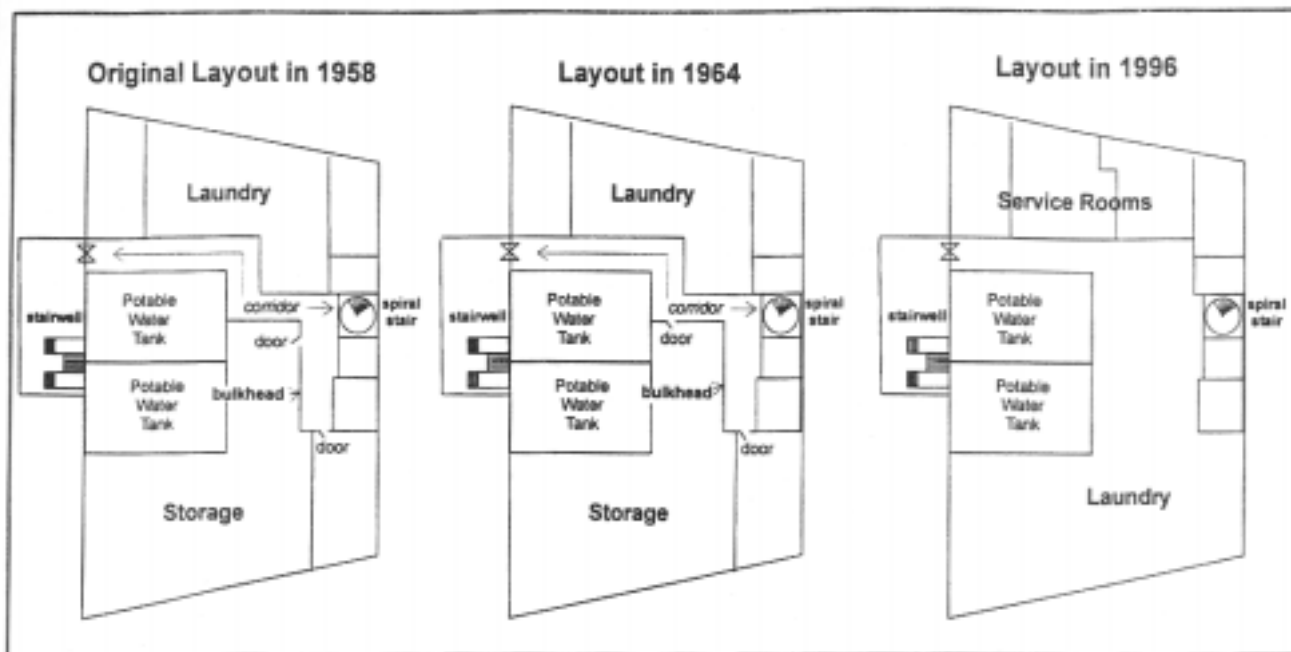 Original Layout in 1958
Laundry
stairwell
Potable
Water
Tank
corridor
spiral
stair
door
Potable
Water
Tank
bulkhead
door
Storage
Layout in 1964
Laundry
stairwell
Potable
Water
Tank
corridor
spiral
stair
door
Potable
Water
Tank
bulkhead
door
Storage
Layout in 1996
Service Rooms
stairwell
Potable
Water
Tank
spiral
stair
Potable
Water
Tank
Laundry